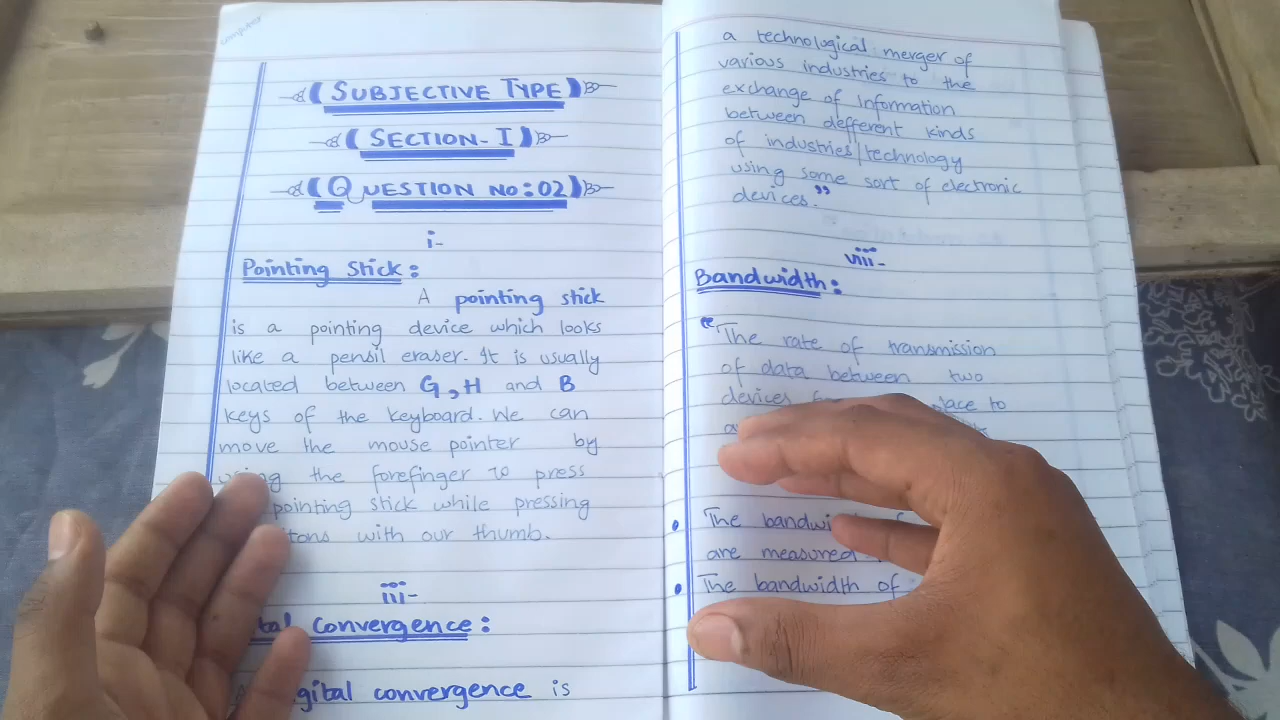 Computer
SUBJECTIVE TYPE
SECTION-I
QUESTION NO:02
i-
Pointing Stick:
A pointing stick
is a pointing device which looks
like a pensil eraser. It is usually
located between G, H and B
keys of the keyboard. We can
move the mouse pointer by
using the forefinger to press
pointing stick while pressing
with our thumb.
iii-
Convergence:
convergence is
a technological merger of
various industries to the
exchange of Information
between defferent kinds
of industries/technology
using some sort of electronic
devices."
viii-
Bandwidth:
"The rate of transmission
of data between two
devices to
The
are measured
The bandwidth of